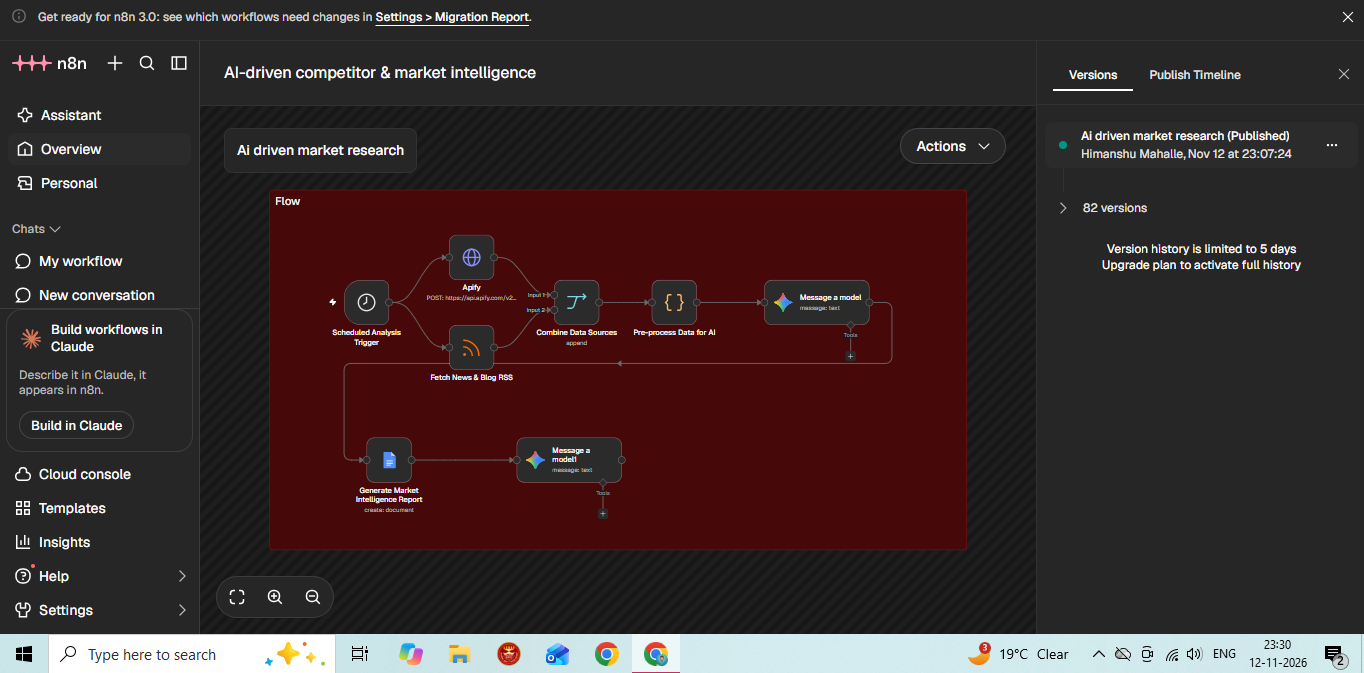 Get ready for n8n 3.0: see which workflows need changes in Settings > Migration Report.
n8n
Assistant
Overview
Personal
Chats
My workflow
New conversation
Build workflows in
Claude
Describe it in Claude, it
appears in n8n.
Build in Claude
Cloud console
Templates
Insights
Help
Settings
AI-driven competitor & market intelligence
Ai driven market research
Actions
Flow
Scheduled Analysis
Trigger
Apify
POST: https://api.apify.com/v2...
Fetch News & Blog RSS
Input 1
Input 2
Combine Data Sources
append
Pre-process Data for AI
Message a model
message: text
Tools
Generate Market
Intelligence Report
create: document
Message a
model1
message: text
Tools
Versions
Publish Timeline
Ai driven market research (Published)
Himanshu Mahalle, Nov 12 at 23:07:24
82 versions
Version history is limited to 5 days
Upgrade plan to activate full history
Type here to search
3
19°C Clear
ENG
23:30
12-11-2026
2